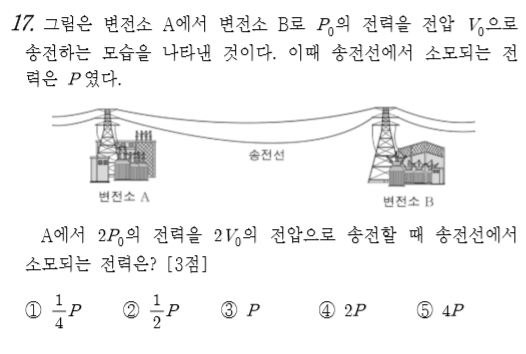 17. 그림은 변전소 A에서 변전소 B로 P₀의 전력을 전압 V₀으로
송전하는 모습을 나타낸 것이다. 이때 송전선에서 소모되는 전
력은 P였다.
송전선
변전소 A
변전소 B
A에서 2P₀의 전력을 2V₀의 전압으로 송전할 때 송전선에서
소모되는 전력은? [3점]
① 1/4 P ② 1/2 P ③ P ④ 2P ⑤ 4P